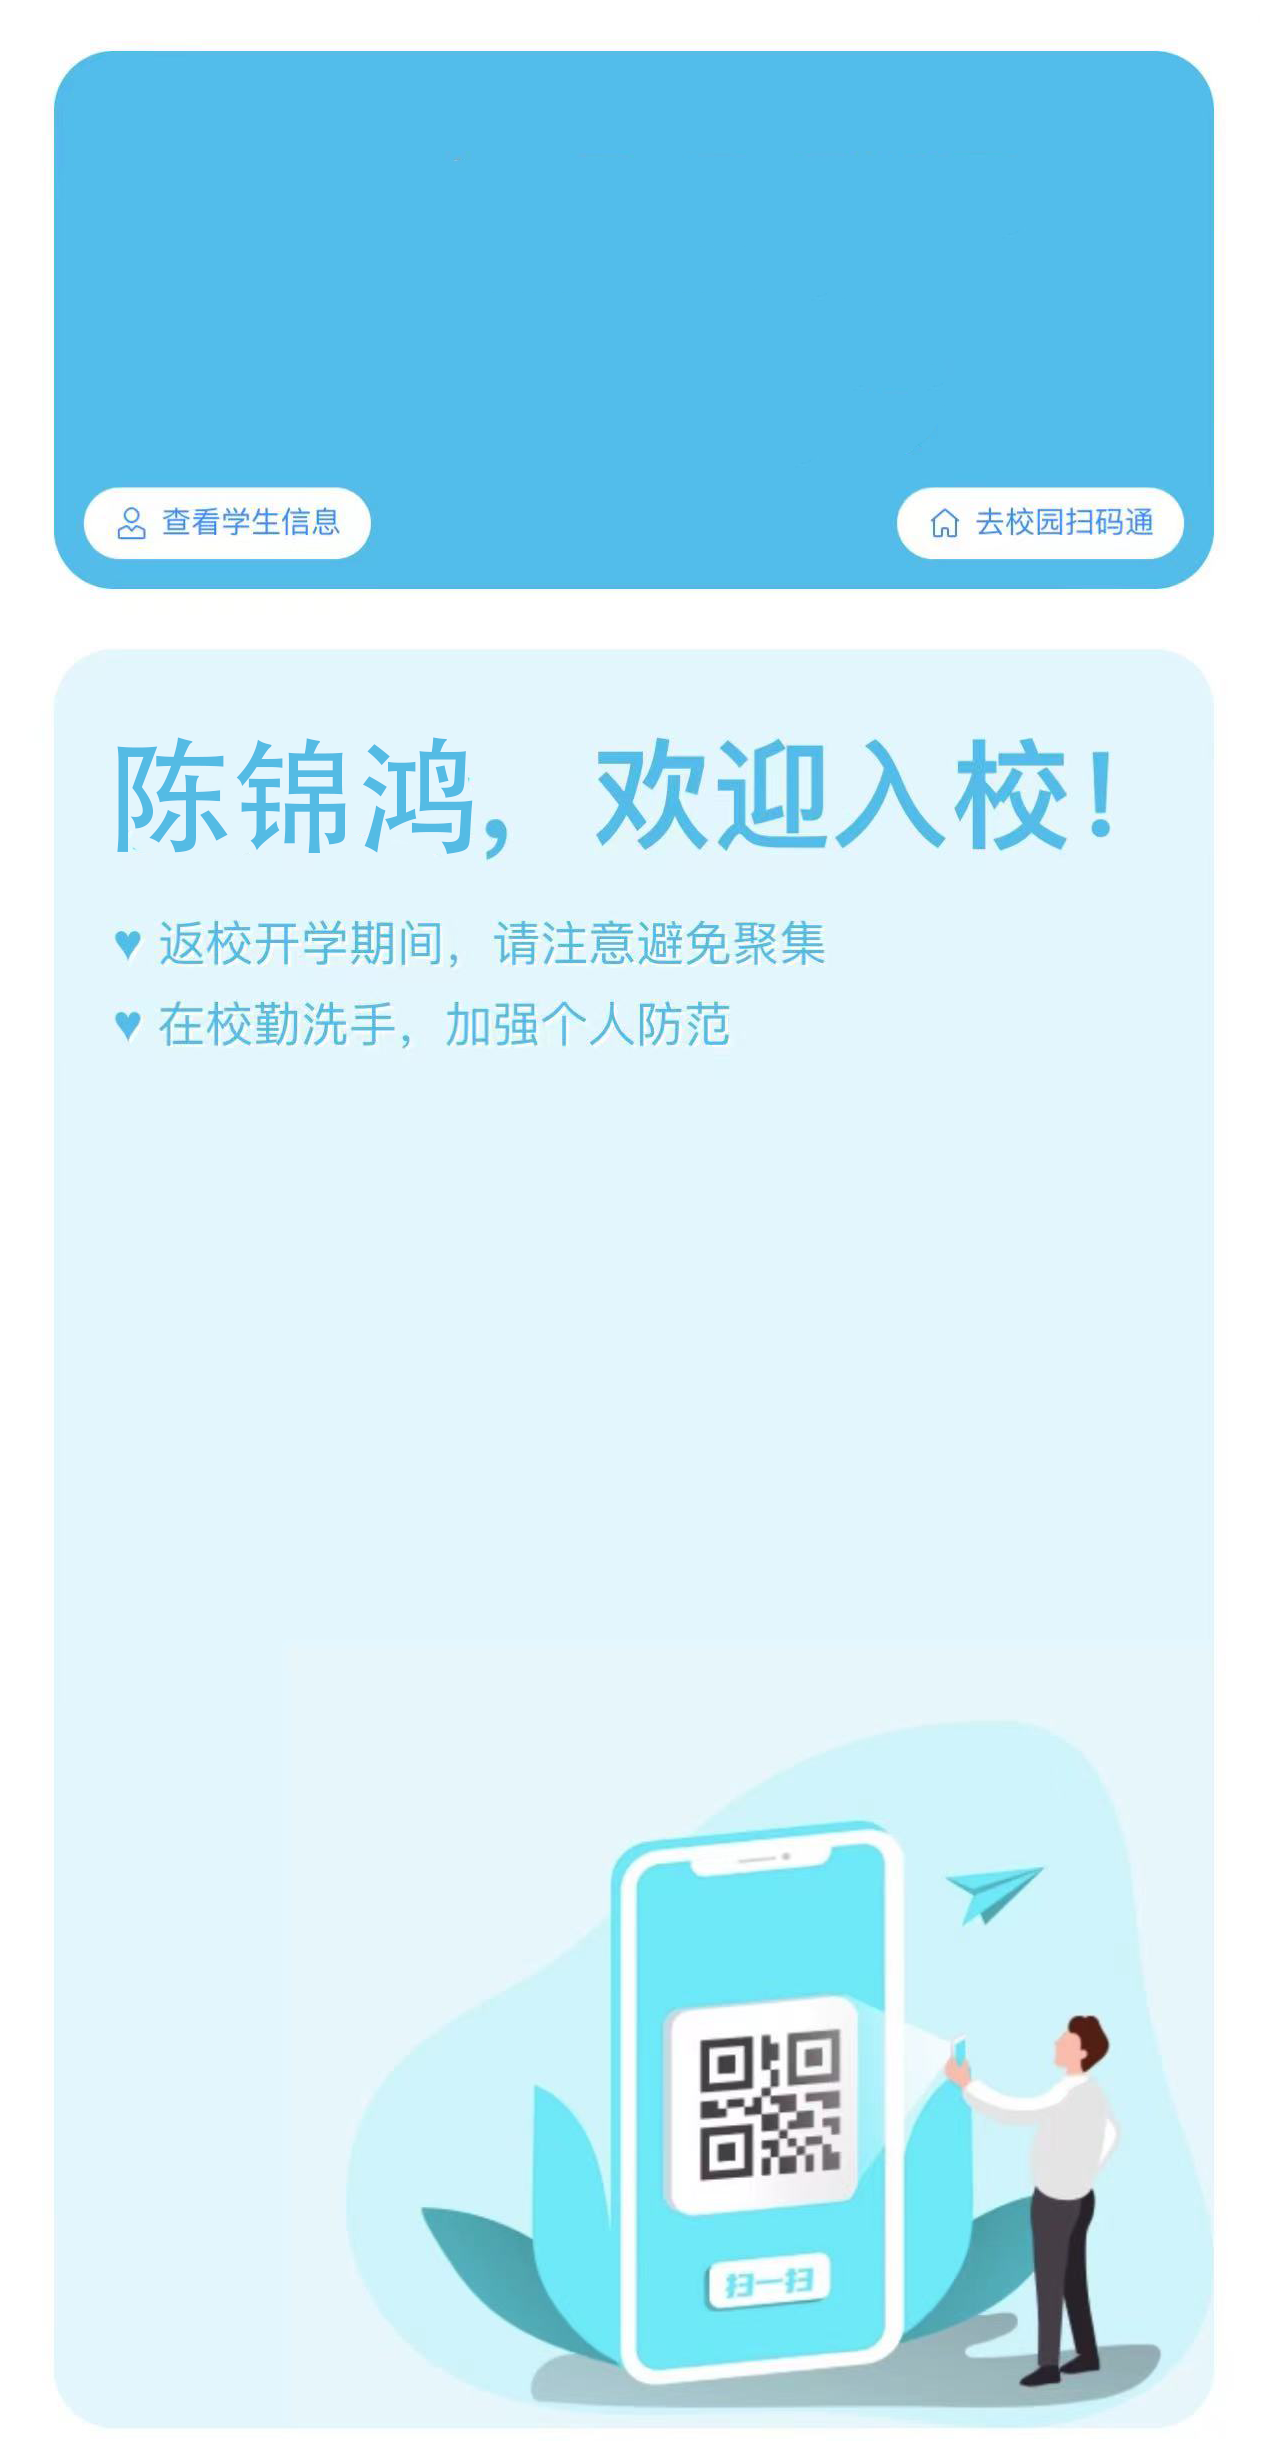 查看学生信息
去校园扫码通
陈锦鸿，欢迎入校！
♥ 返校开学期间，请注意避免聚集
♥ 在校勤洗手，加强个人防范
扫一扫